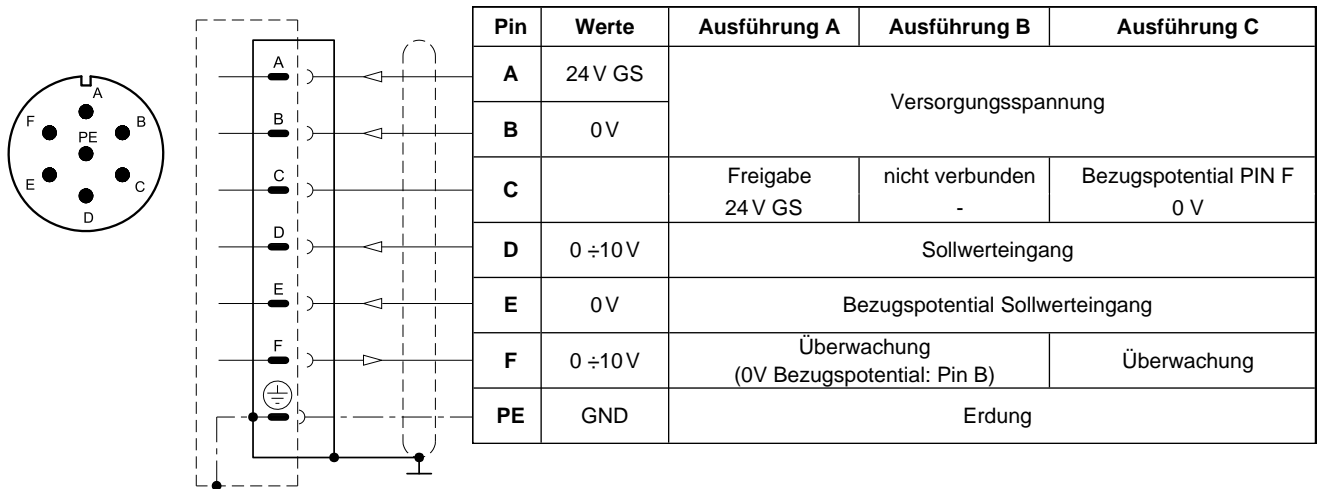 A
B
C
D
E
F
PE
A
B
C
D
E
F
Pin Werte Ausführung A Ausführung B Ausführung C
A 24 V GS Versorgungsspannung
B 0 V
C Freigabe nicht verbunden Bezugspotential PIN F
24 V GS - 0 V
D 0 ÷10 V Sollwerteingang
E 0 V Bezugspotential Sollwerteingang
F 0 ÷10 V Überwachung Überwachung
(0V Bezugspotential: Pin B)
PE GND Erdung